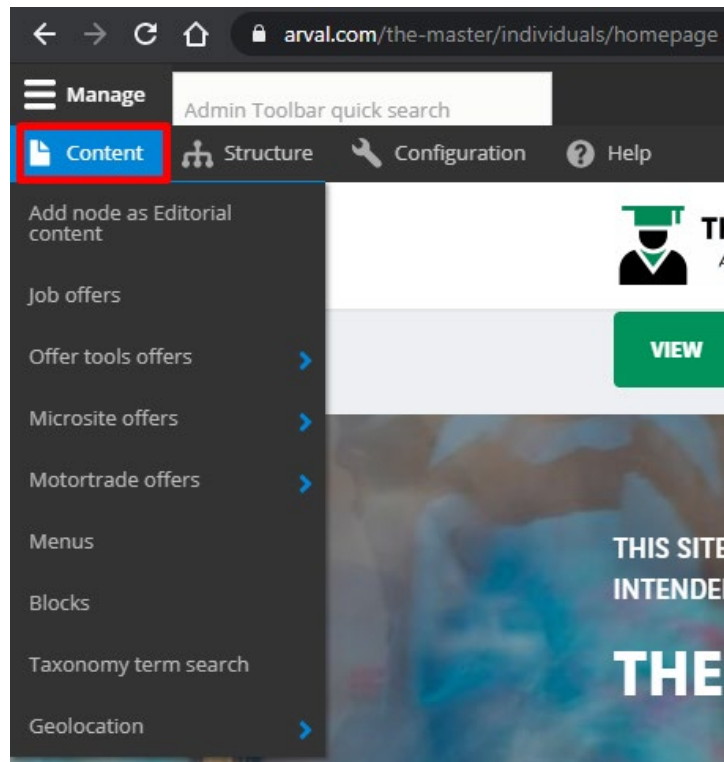 arval.com/the-master/individuals/homepage
Manage
Admin Toolbar quick search
Content
Structure
Configuration
Help
Add node as Editorial
content
Job offers
Offer tools offers
Microsite offers
Motortrade offers
Menus
Blocks
Taxonomy term search
Geolocation
VIEW
THIS SITE
INTENDE
THE